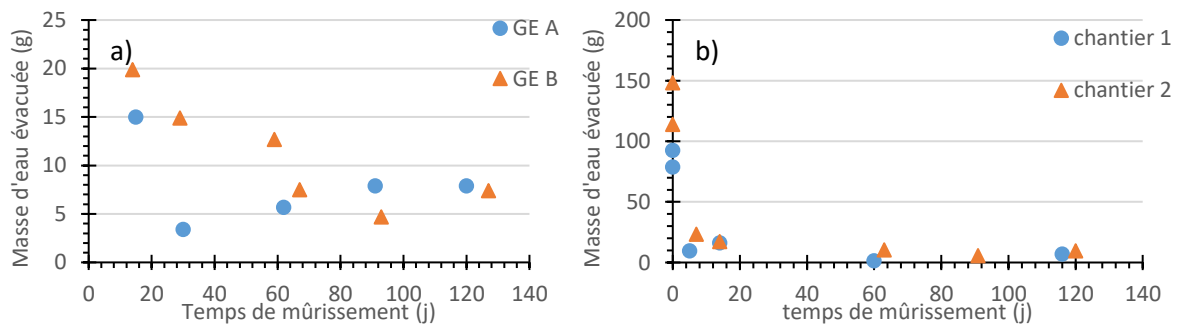 a)
GE A
GE B
Masse d'eau évacuée (g)
25
20
15
10
5
0
0 20 40 60 80 100 120 140
Temps de mûrissement (j)
b)
chantier 1
chantier 2
Masse d'eau évacuée (g)
200
150
100
50
0
0 20 40 60 80 100 120 140
temps de mûrissement (j)